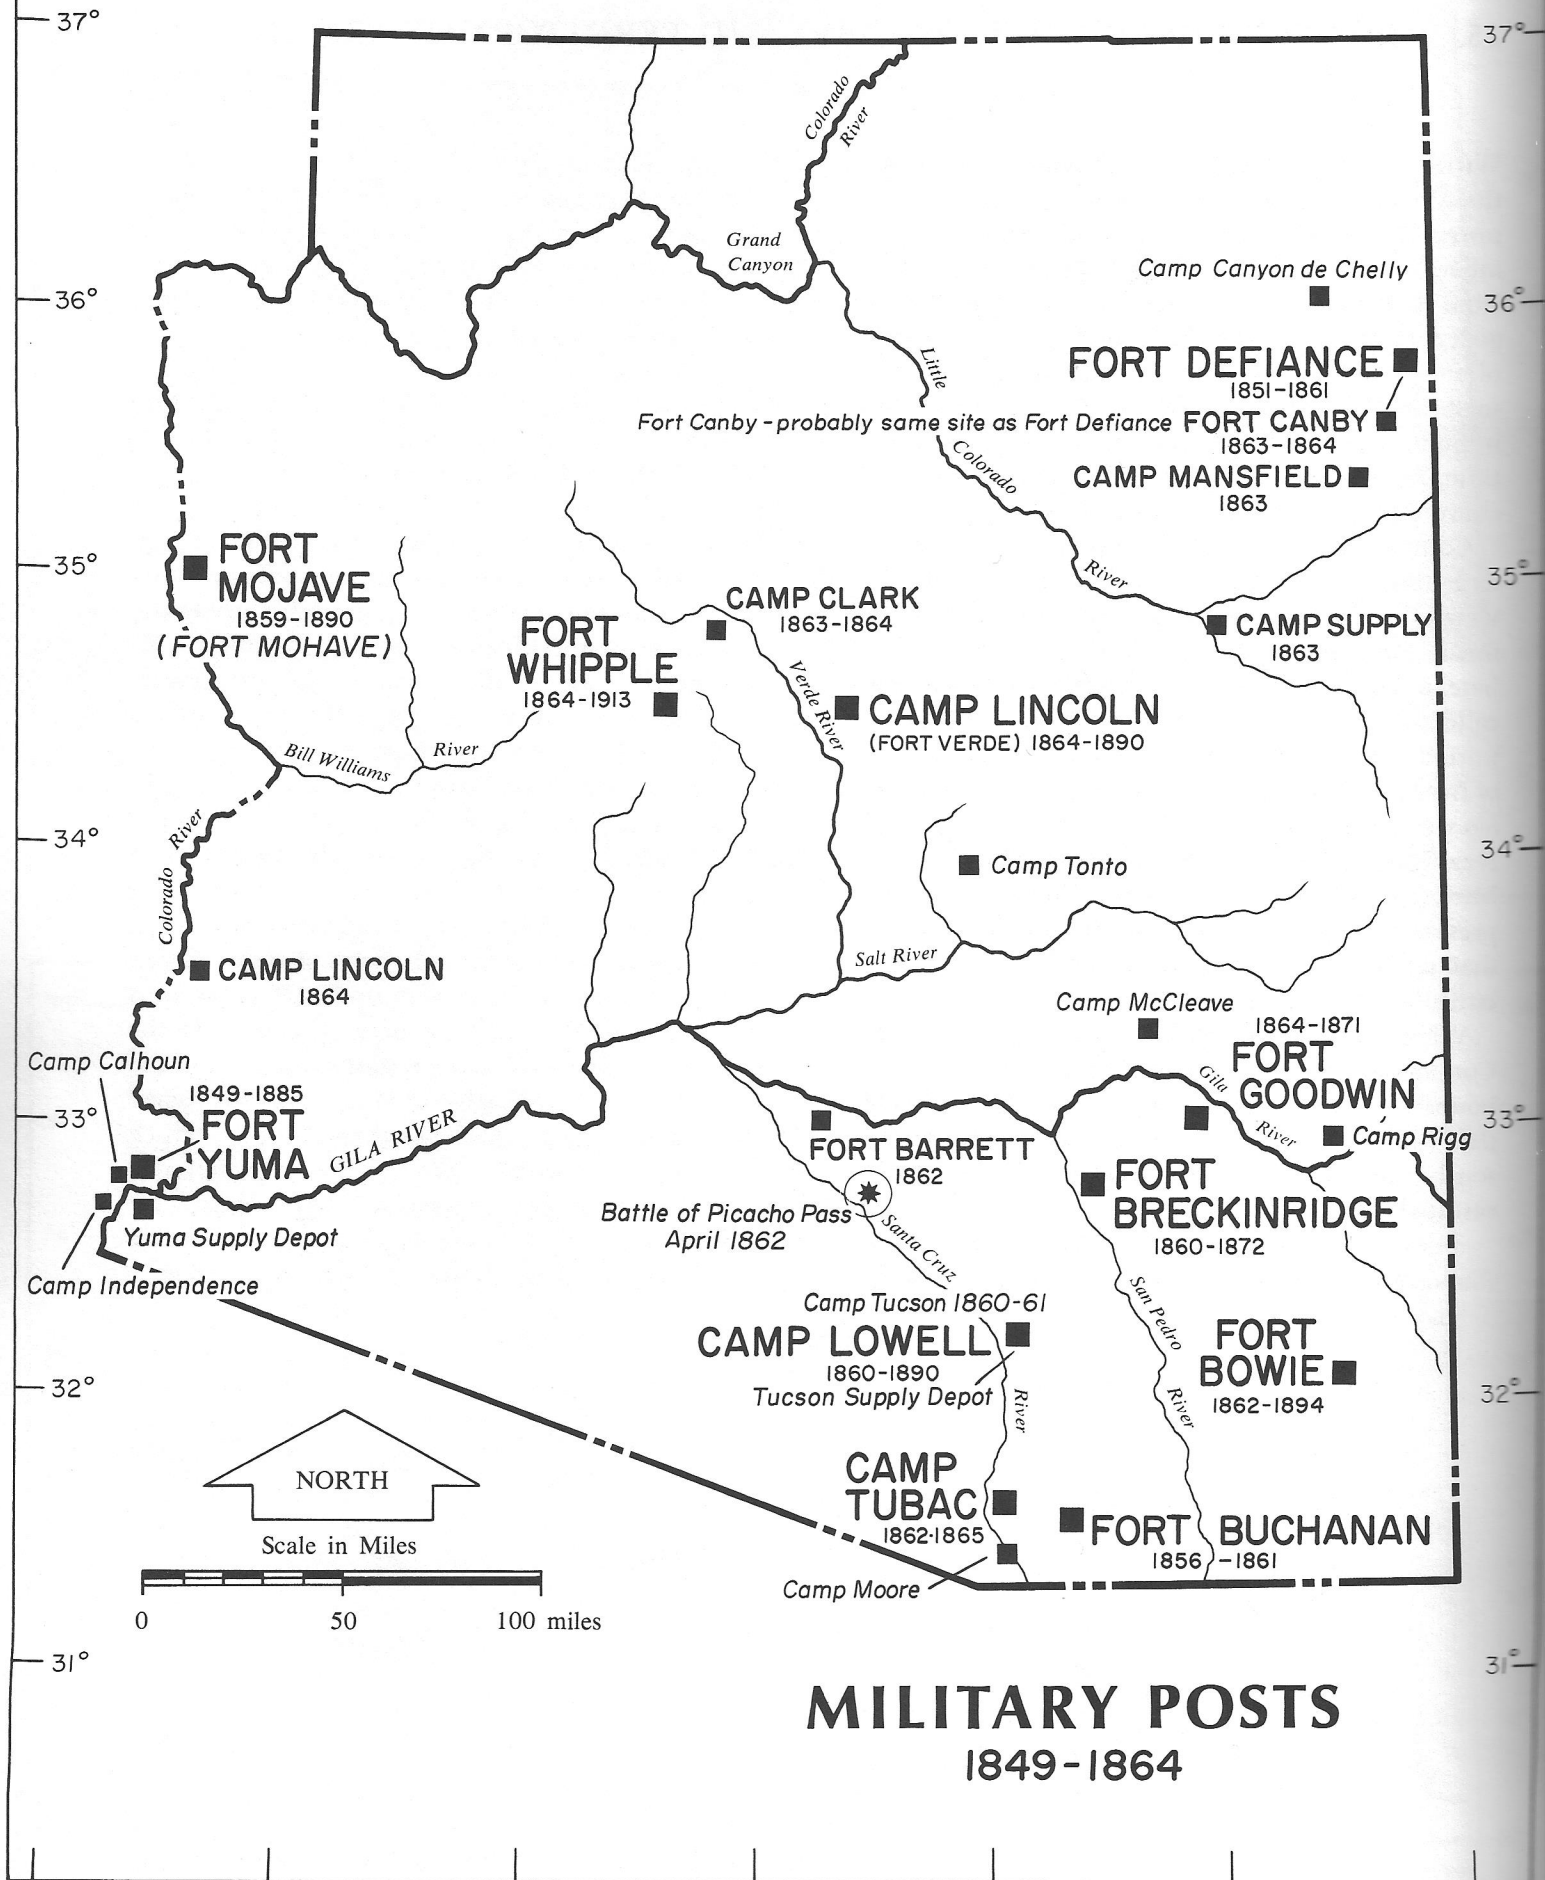 37°
37°
Colorado
River
Grand
Canyon
Camp Canyon de Chelly
36°
36°
Little
FORT DEFIANCE
1851-1861
Fort Canby - probably same site as Fort Defiance FORT CANBY
1863-1864
Colorado
CAMP MANSFIELD
1863
35°
35°
FORT
MOJAVE
1859-1890
(FORT MOHAVE)
River
CAMP CLARK
1863-1864
FORT
WHIPPLE
1864-1913
CAMP SUPPLY
1863
Verde River
CAMP LINCOLN
(FORT VERDE) 1864-1890
Bill Williams
River
34°
34°
River
Colorado
Camp Tonto
CAMP LINCOLN
1864
Salt River
Camp McCleave
1864-1871
FORT
GOODWIN
Gila
River
Camp Calhoun
1849-1885
FORT
YUMA
33°
33°
GILA RIVER
Camp Rigg
FORT BARRETT
1862
FORT
BRECKINRIDGE
1860-1872
Battle of Picacho Pass
April 1862
Santa Cruz
Yuma Supply Depot
Camp Independence
San Pedro
River
Camp Tucson 1860-61
CAMP LOWELL
1860-1890
Tucson Supply Depot
River
FORT
BOWIE
1862-1894
32°
32°
NORTH
Scale in Miles
0 50 100 miles
CAMP
TUBAC
1862-1865
FORT BUCHANAN
1856-1861
Camp Moore
31°
31°
MILITARY POSTS
1849-1864